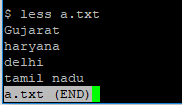 $ less a.txt
Gujarat
haryana
delhi
tamil nadu
a.txt (END)